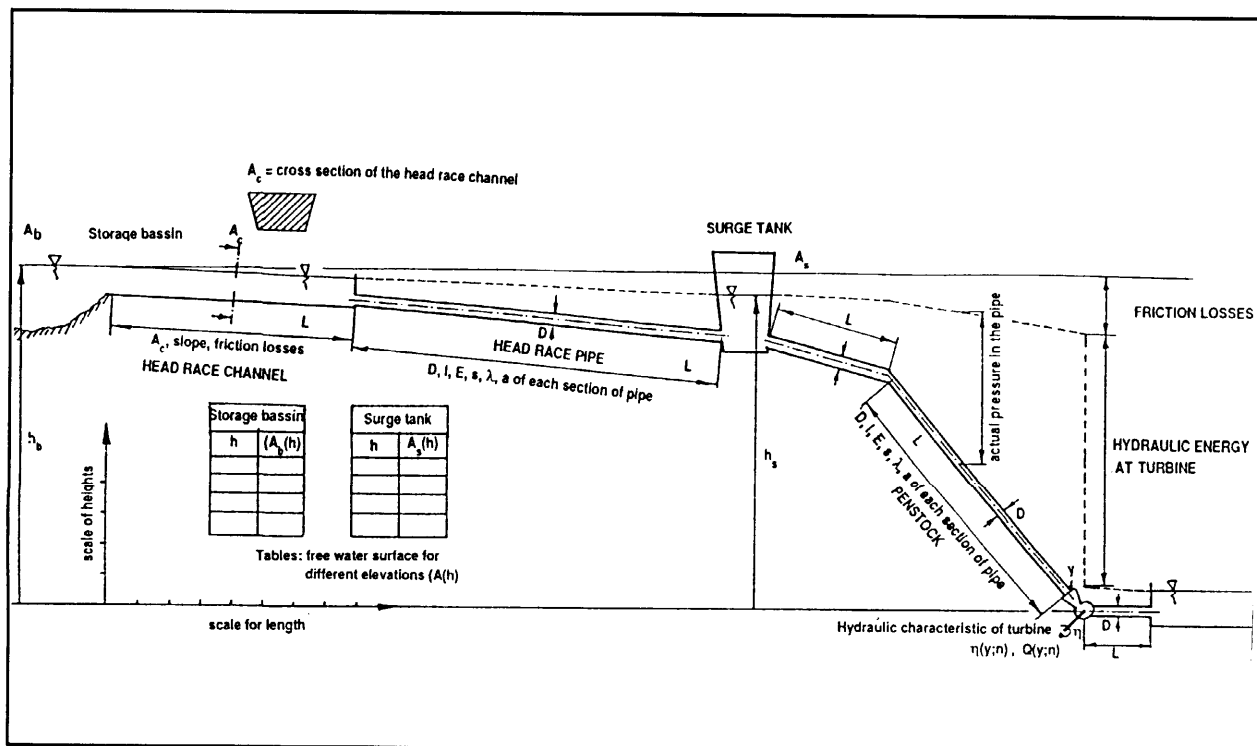 A_c = cross section of the head race channel
A_b
Storage bassin
A_c
SURGE TANK
A_s
FRICTION LOSSES
L
D
L
A_c, slope, friction losses
HEAD RACE CHANNEL
HEAD RACE PIPE
L
D, l, E, s, λ, a of each section of pipe
actual pressure in the pipe
HYDRAULIC ENERGY
AT TURBINE
Storage bassin
h
(A_b(h)
Surge tank
h
A_s(h)
h_b
h_s
scale of heights
L
D, l, E, s, λ, a of each section of pipe
PENSTOCK
D
Tables: free water surface for
different elevations (A(h)
scale for length
Y
Hydraulic characteristic of turbine
η
η(y;n) , Q(y;n)
D
L